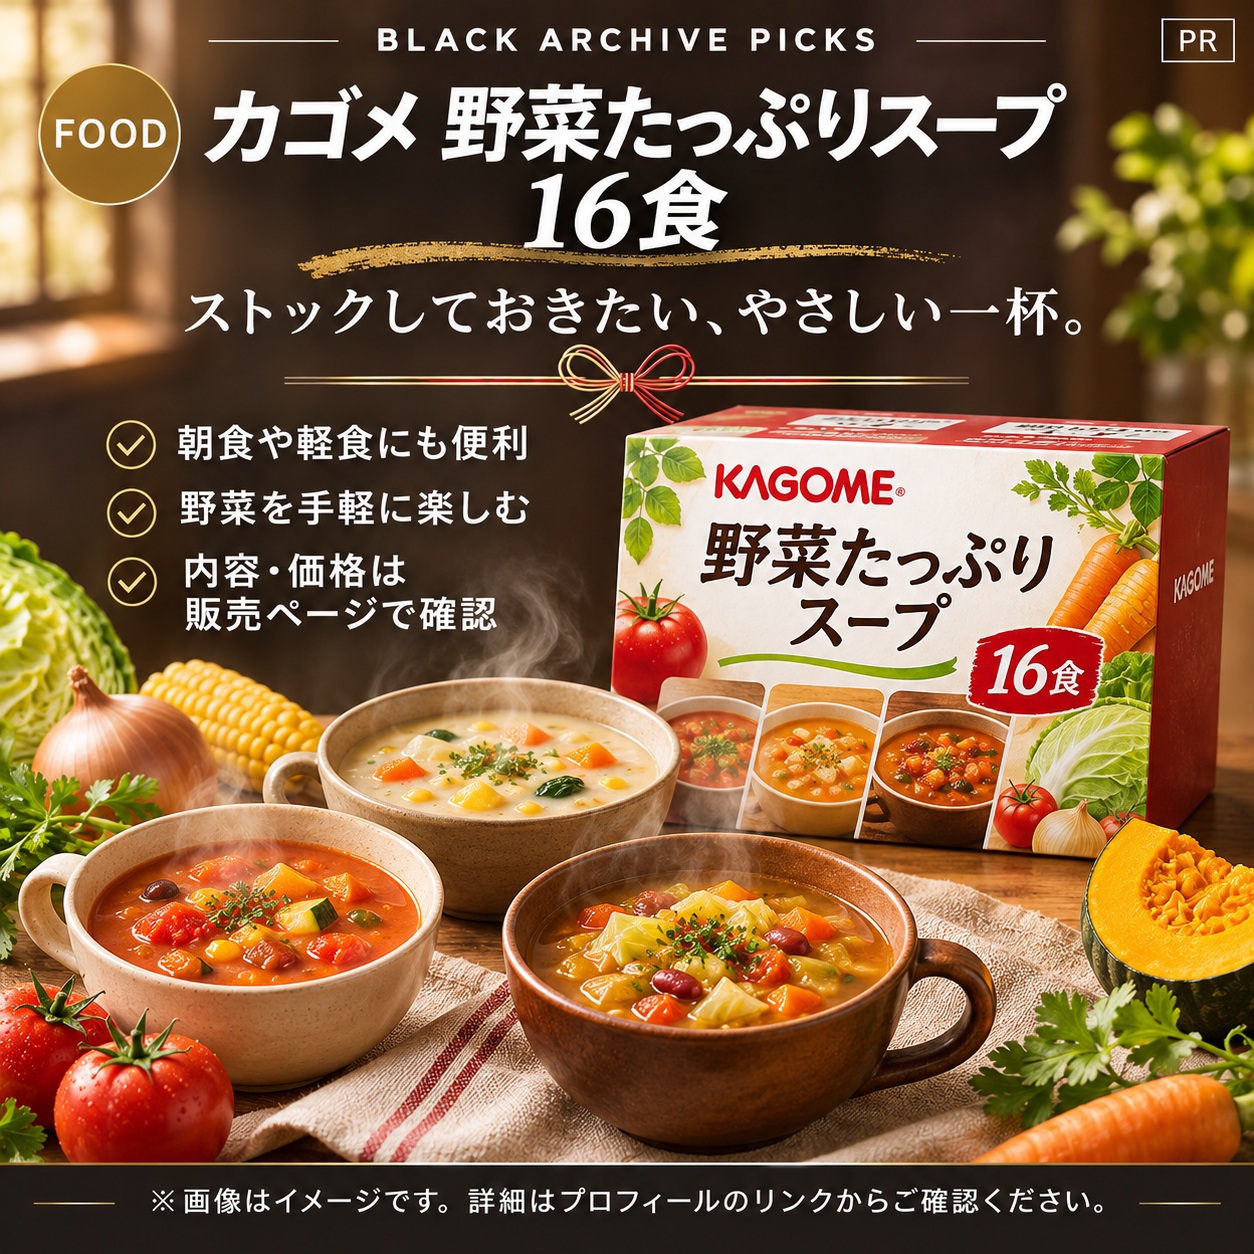 BLACK ARCHIVE PICKS
PR
FOOD
カゴメ 野菜たっぷりスープ
16食
ストックしておきたい、やさしい一杯。
朝食や軽食にも便利
野菜を手軽に楽しむ
内容・価格は
販売ページで確認
KAGOME®
野菜たっぷり
スープ
16食
KAGOME
※画像はイメージです。詳細はプロフィールのリンクからご確認ください。